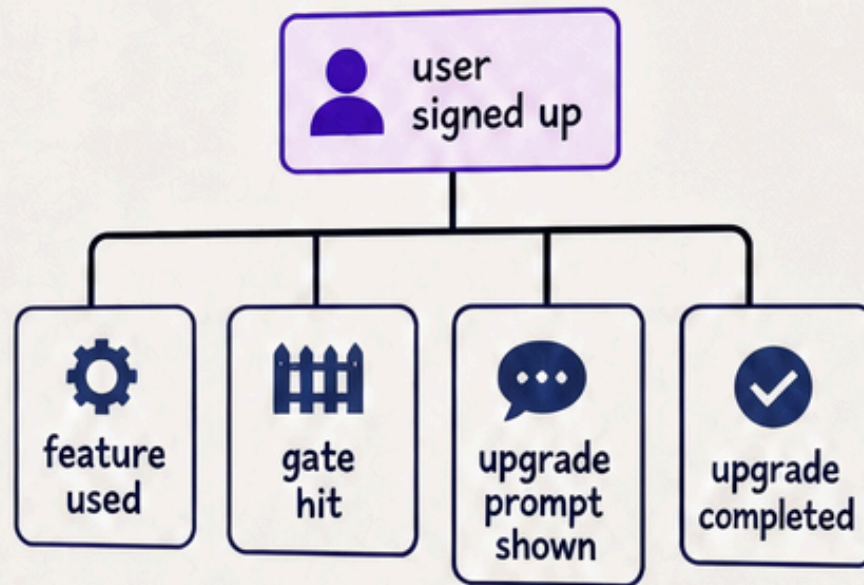 user
signed up
feature
used
gate
hit
upgrade
prompt
shown
upgrade
completed